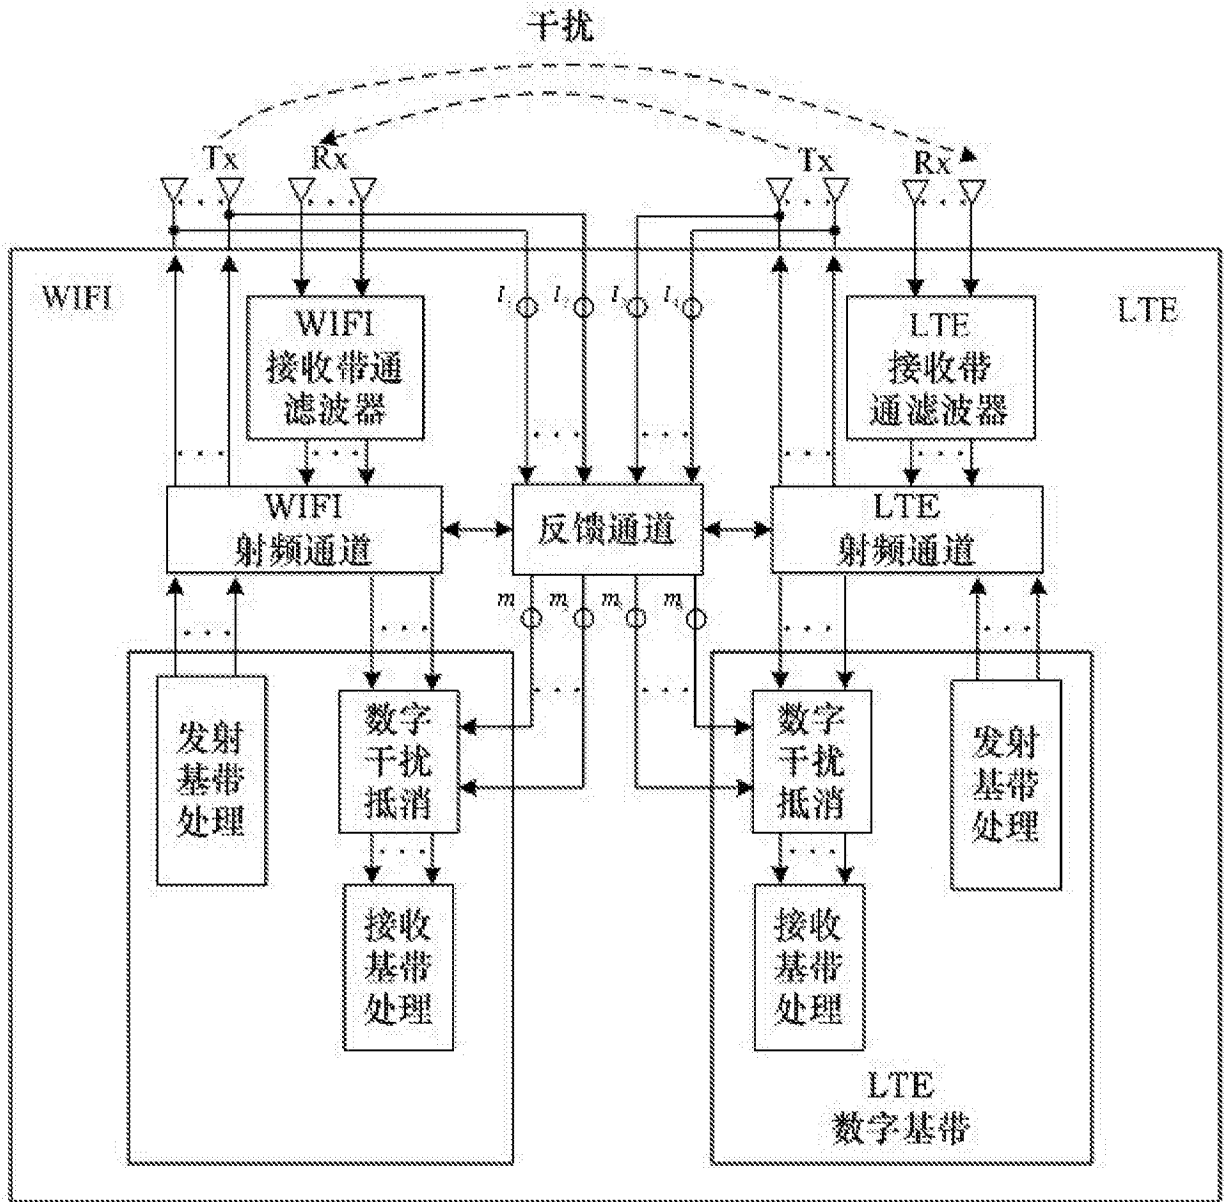 干扰
Tx
Rx
Tx
Rx
WIFI
LTE
l
l
l
l
WIFI
接收带通
滤波器
LTE
接收带
通滤波器
WIFI
射频通道
反馈通道
LTE
射频通道
m
m
m
m
发射
基带
处理
数字
干扰
抵消
数字
干扰
抵消
发射
基带
处理
接收
基带
处理
接收
基带
处理
LTE
数字基带